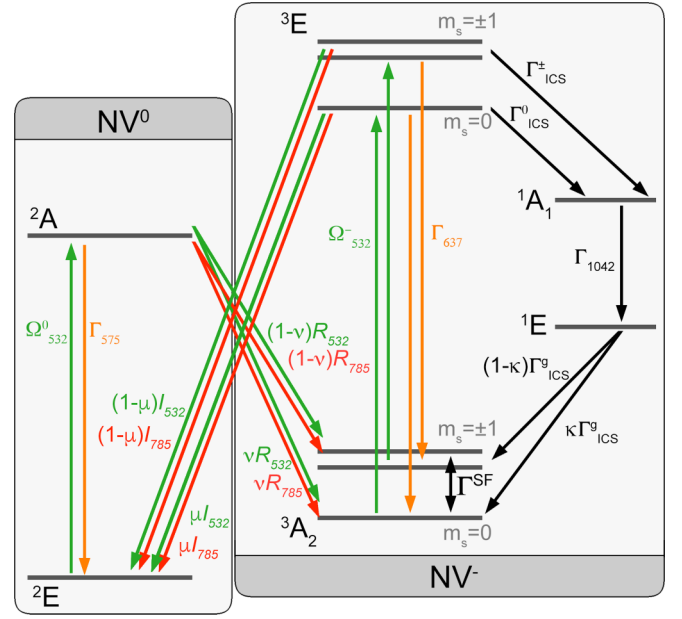 ³E
mₛ=±1
Γ±ICS
NV⁰
mₛ=0
Γ⁰ICS
²A
¹A₁
Ω⁻532
Γ637
Γ1042
Ω⁰532
Γ575
¹E
(1-ν)R532
(1-ν)R785
(1-κ)ΓᵍICS
(1-μ)I532
(1-μ)I785
mₛ=±1
κΓᵍICS
νR532
νR785
Γ^SF
μI532
μI785
³A₂
mₛ=0
²E
NV⁻